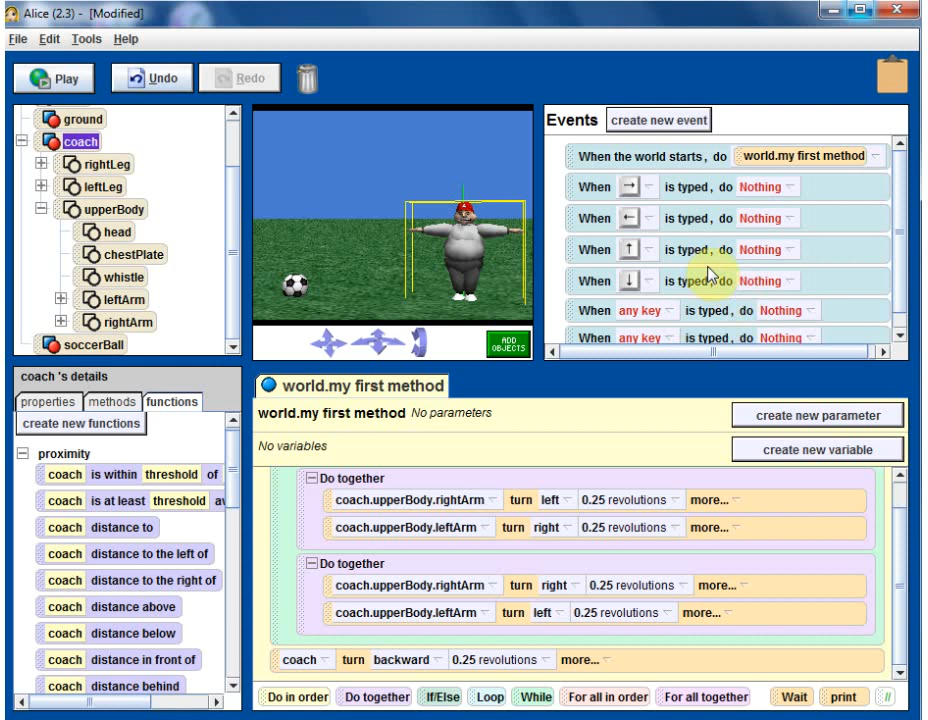 Alice (2.3) - [Modified]
File Edit Tools Help
Play Undo Redo
ground
coach
rightLeg
leftLeg
upperBody
head
chestPlate
whistle
leftArm
rightArm
soccerBall
ADD
OBJECTS
Events create new event
When the world starts, do world.my first method
When → is typed, do Nothing
When ← is typed, do Nothing
When ↑ is typed, do Nothing
When ↓ is typed, do Nothing
When any key is typed, do Nothing
When any key is typed, do Nothing
coach 's details
properties methods functions
create new functions
proximity
coach is within threshold of
coach is at least threshold
coach distance to
coach distance to the left of
coach distance to the right of
coach distance above
coach distance below
coach distance in front of
coach distance behind
world.my first method
world.my first method No parameters create new parameter
No variables create new variable
Do together
coach.upperBody.rightArm turn left 0.25 revolutions more...
coach.upperBody.leftArm turn right 0.25 revolutions more...
Do together
coach.upperBody.rightArm turn right 0.25 revolutions more...
coach.upperBody.leftArm turn left 0.25 revolutions more...
coach turn backward 0.25 revolutions more...
Do in order Do together If/Else Loop While For all in order For all together Wait print //